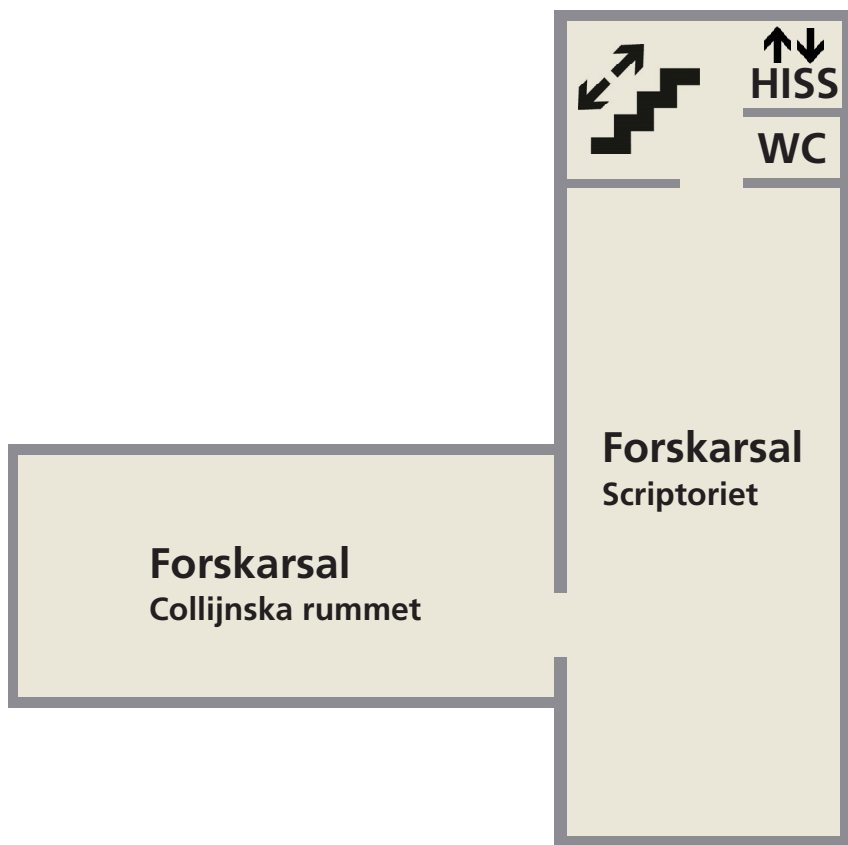 HISS
WC
Forskarsal
Scriptoriet
Forskarsal
Collijnska rummet